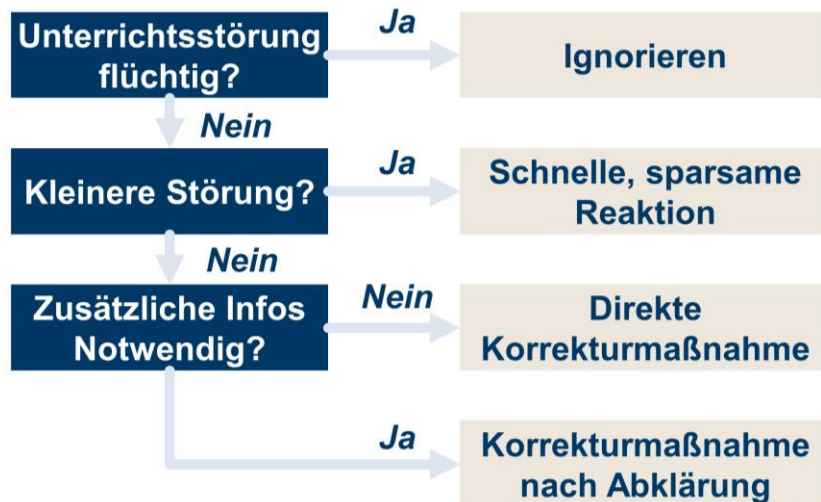 Unterrichtsstörung
flüchtig?
Ja
Ignorieren
Nein
Kleinere Störung?
Ja
Schnelle, sparsame
Reaktion
Nein
Zusätzliche Infos
Notwendig?
Nein
Direkte
Korrekturmaßnahme
Ja
Korrekturmaßnahme
nach Abklärung